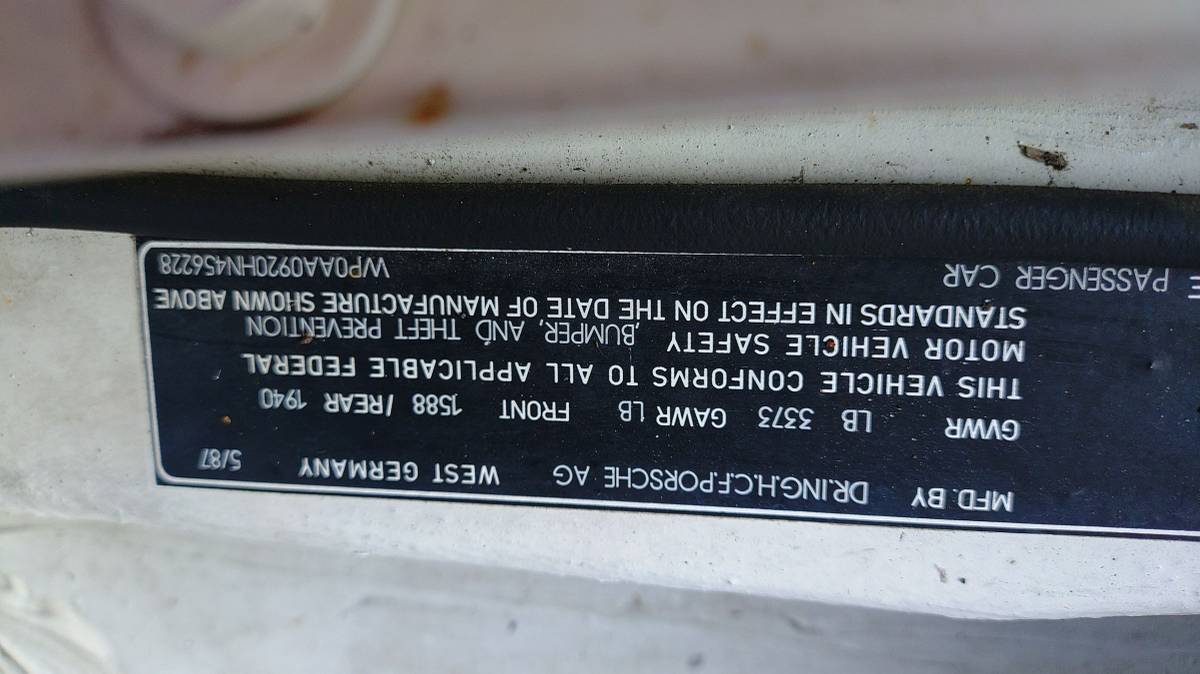 MFD. BY DR.ING.H.C.F.PORSCHE AG WEST GERMANY 5/87
GVWR LB 3373 GAWR LB FRONT 1588 /REAR 1940
THIS VEHICLE CONFORMS TO ALL APPLICABLE FEDERAL
MOTOR VEHICLE SAFETY ,BUMPER, AND THEFT PREVENTION
STANDARDS IN EFFECT ON THE DATE OF MANUFACTURE SHOWN ABOVE
E PASSENGER CAR WP0AA0920HN456228